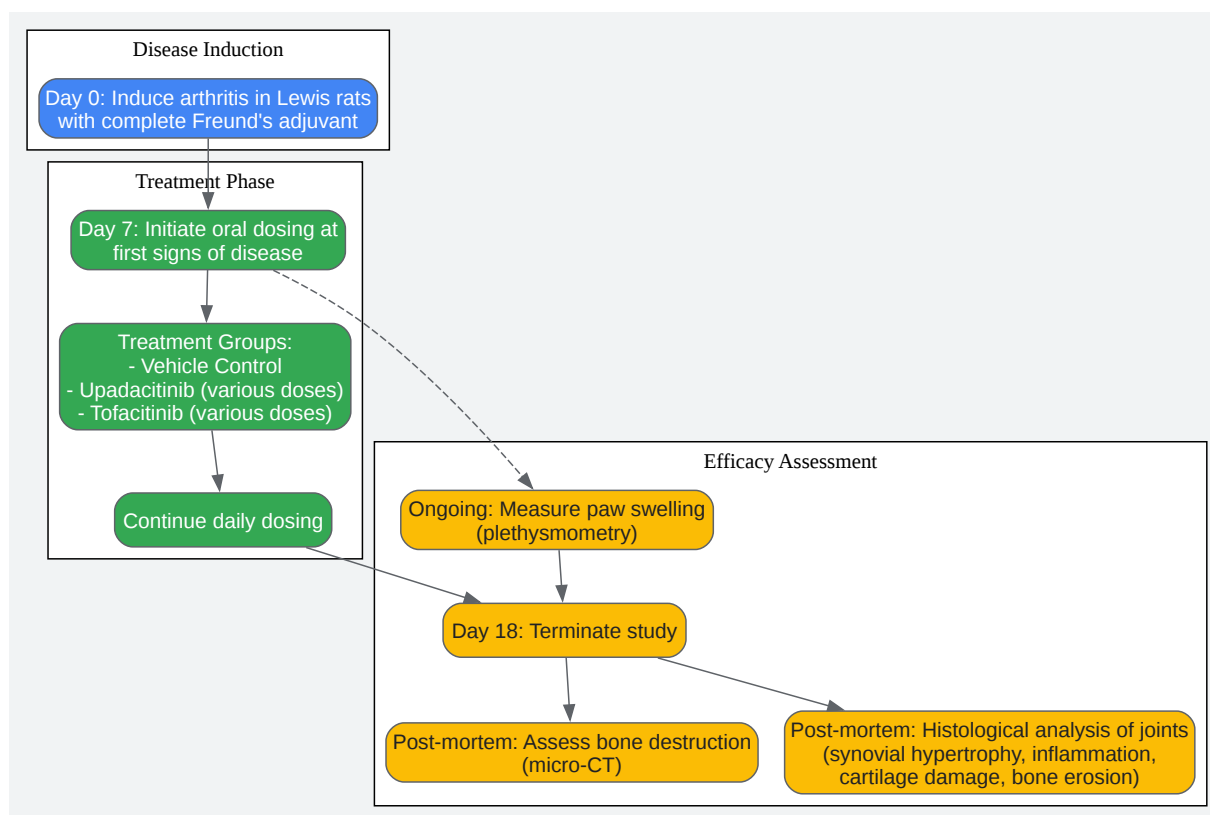 Disease Induction
Day 0: Induce arthritis in Lewis rats
with complete Freund's adjuvant
Treatment Phase
Day 7: Initiate oral dosing at
first signs of disease
Treatment Groups:
- Vehicle Control
- Upadacitinib (various doses)
- Tofacitinib (various doses)
Continue daily dosing
Efficacy Assessment
Ongoing: Measure paw swelling
(plethysmometry)
Day 18: Terminate study
Post-mortem: Assess bone destruction
(micro-CT)
Post-mortem: Histological analysis of joints
(synovial hypertrophy, inflammation,
cartilage damage, bone erosion)